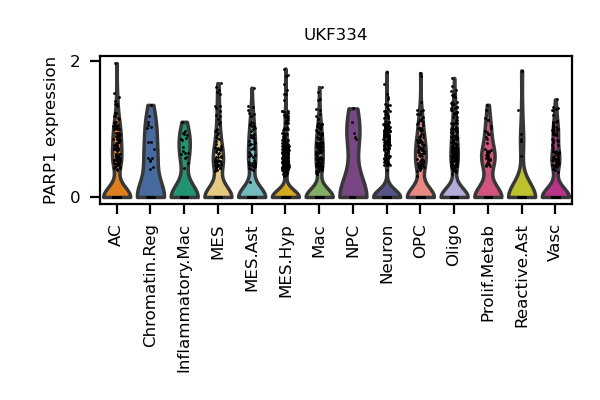 UKF334
PARP1 expression
2
0
AC
Chromatin.Reg
Inflammatory.Mac
MES
MES.Ast
MES.Hyp
Mac
NPC
Neuron
OPC
Oligo
Prolif.Metab
Reactive.Ast
Vasc